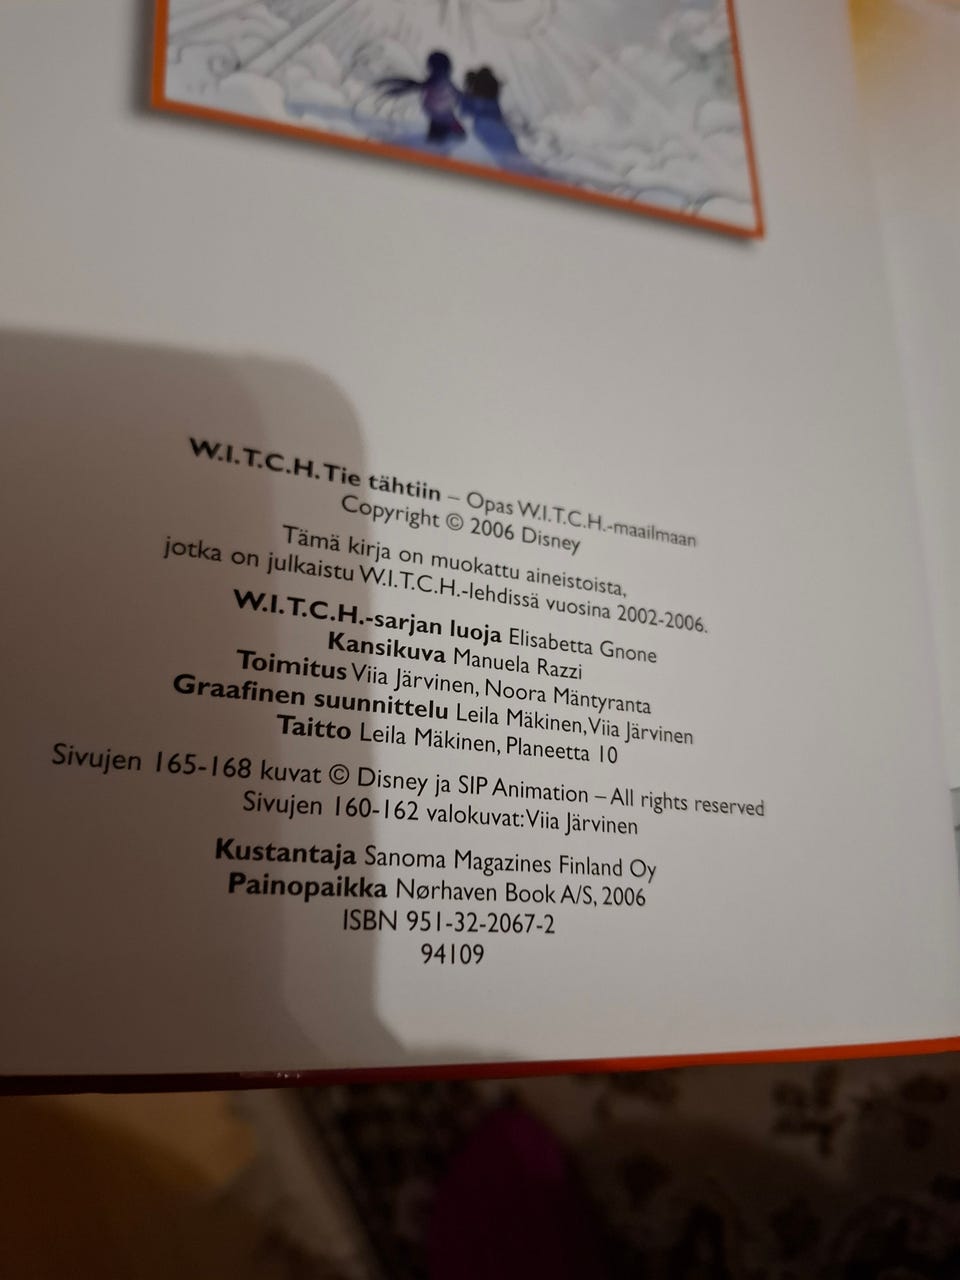 W.I.T.C.H. Tie tähtiin – Opas W.I.T.C.H.-maailmaan
Copyright © 2006 Disney
Tämä kirja on muokattu aineistoista,
jotka on julkaistu W.I.T.C.H.-lehdissä vuosina 2002-2006.
W.I.T.C.H.-sarjan luoja Elisabetta Gnone
Kansikuva Manuela Razzi
Toimitus Viia Järvinen, Noora Mäntyranta
Graafinen suunnittelu Leila Mäkinen, Viia Järvinen
Taitto Leila Mäkinen, Planeetta 10
Sivujen 165-168 kuvat © Disney ja SIP Animation – All rights reserved
Sivujen 160-162 valokuvat: Viia Järvinen
Kustantaja Sanoma Magazines Finland Oy
Painopaikka Nørhaven Book A/S, 2006
ISBN 951-32-2067-2
94109